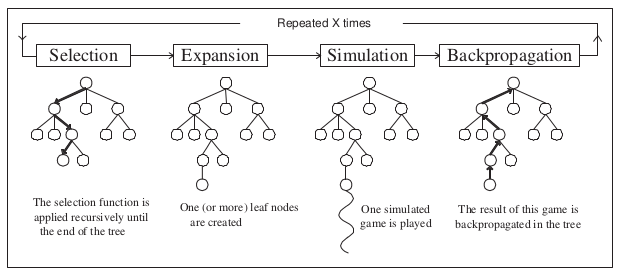 Repeated X times
Selection
Expansion
Simulation
Backpropagation
The selection function is
applied recursively until
the end of the tree
One (or more) leaf nodes
are created
One simulated
game is played
The result of this game is
backpropagated in the tree